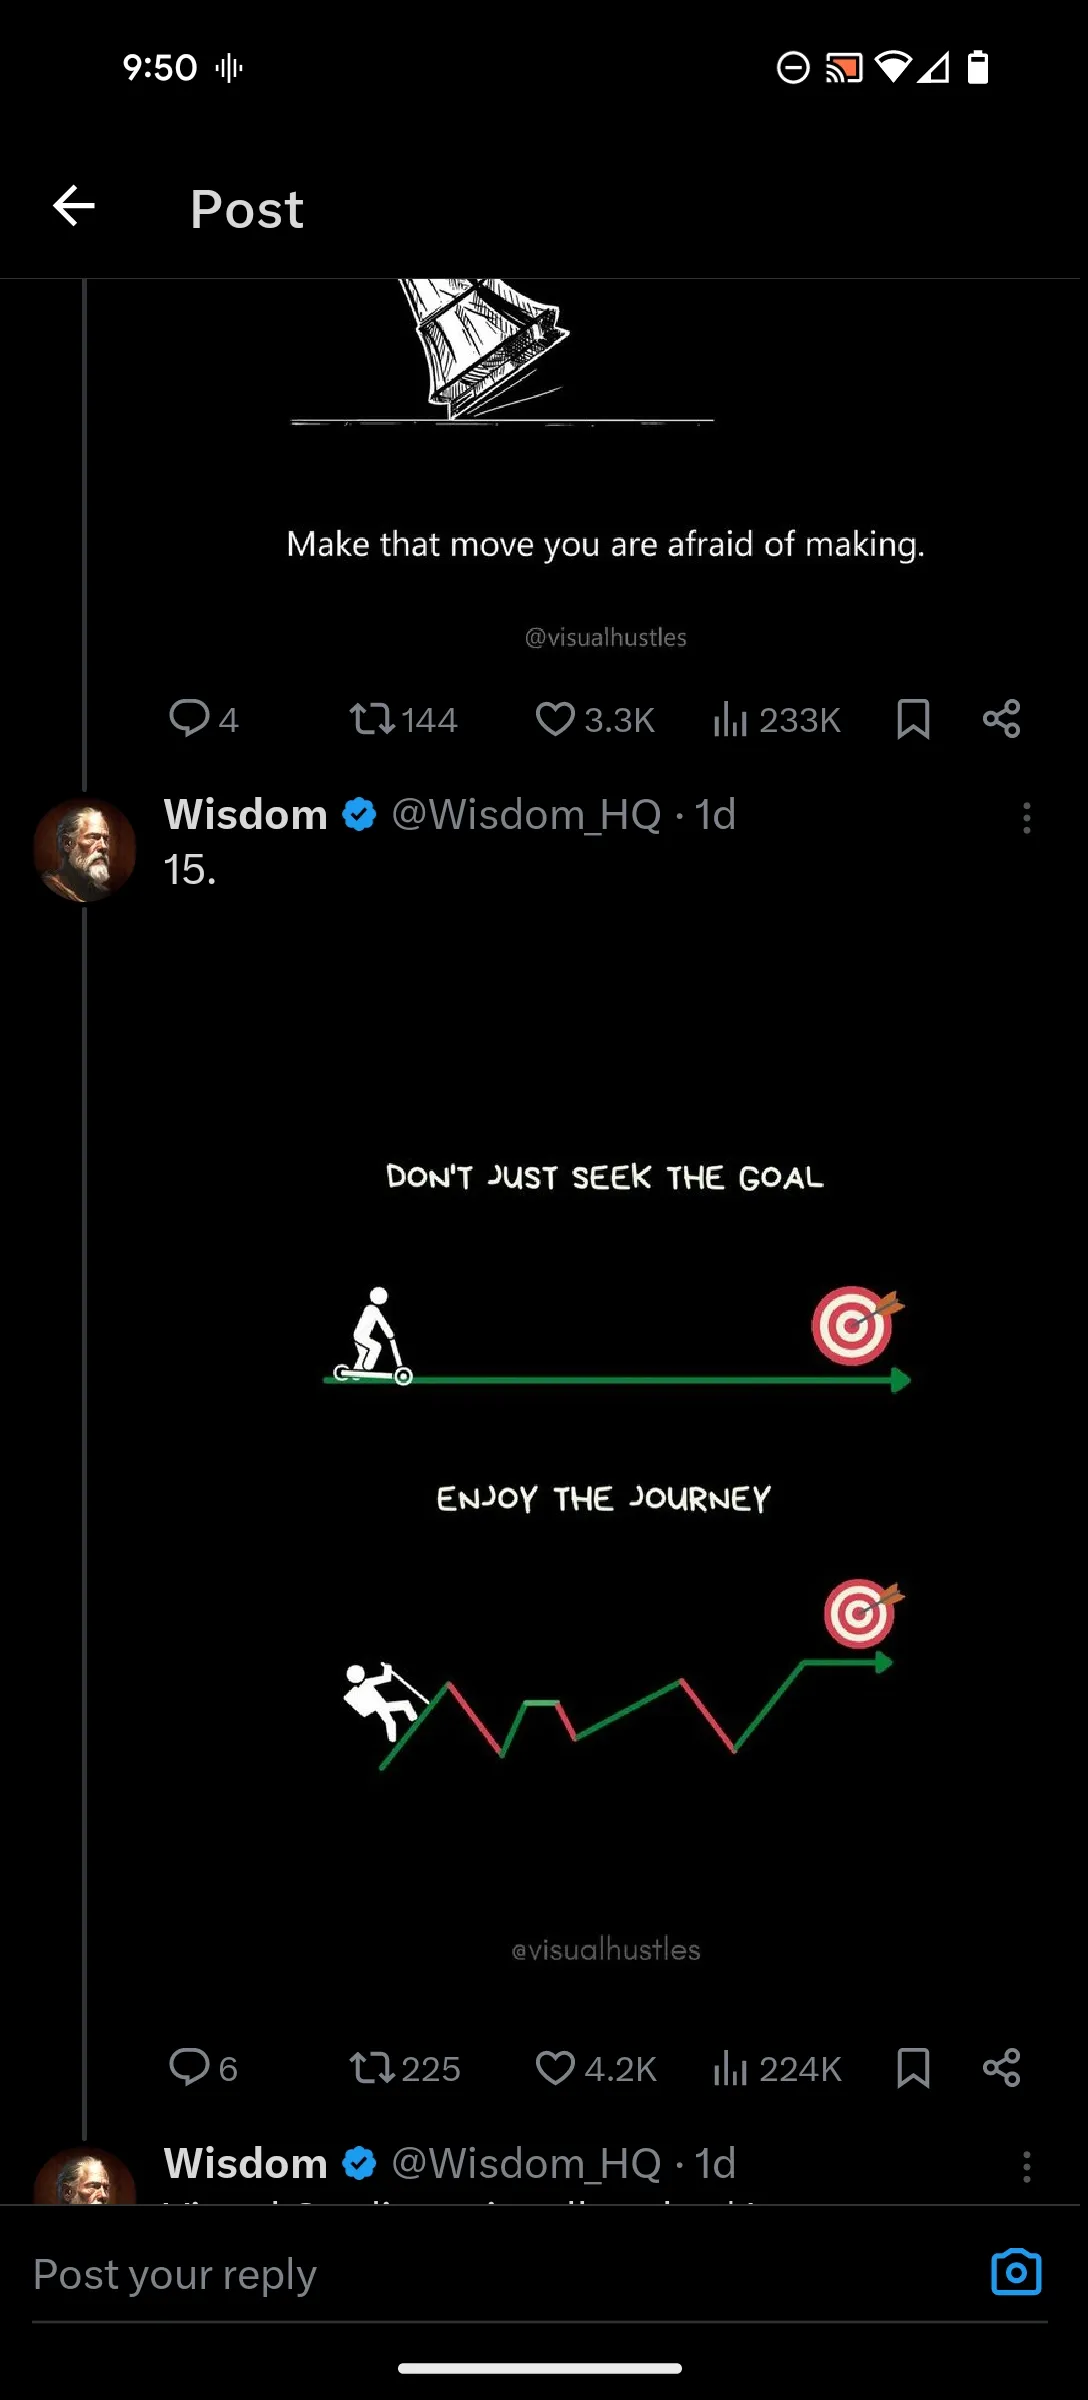 9:50
Post
Make that move you are afraid of making.
@visualhustles
4 144 3.3K 233K
Wisdom @Wisdom_HQ · 1d
15.
DON'T JUST SEEK THE GOAL
ENJOY THE JOURNEY
@visualhustles
6 225 4.2K 224K
Wisdom @Wisdom_HQ · 1d
Post your reply